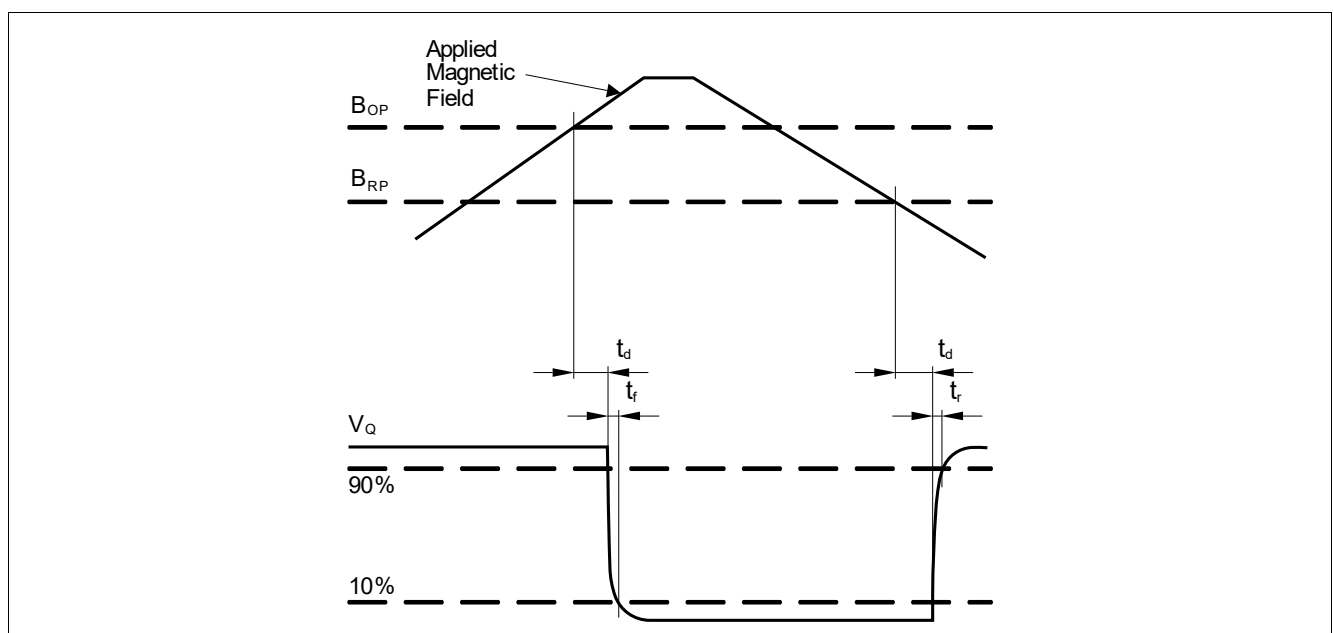 Applied
Magnetic
Field
B_OP
B_RP
t_d
t_d
t_f
t_r
V_Q
90%
10%